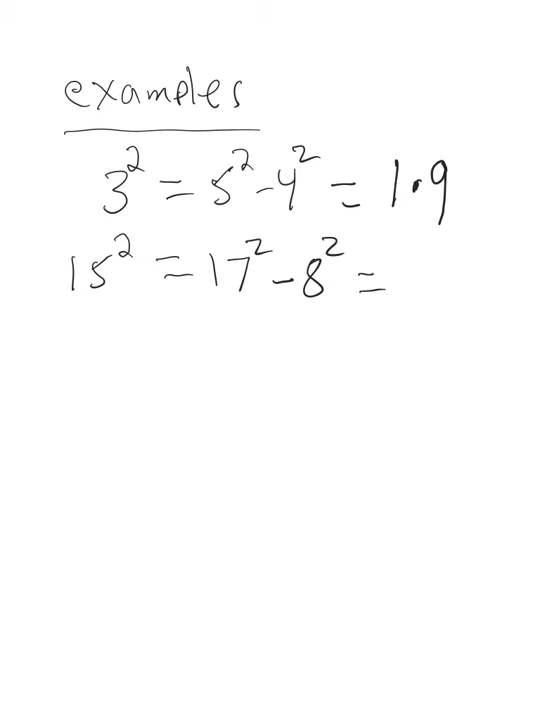 examples
3² = 5² - 4² = 1·9
15² = 17² - 8² =